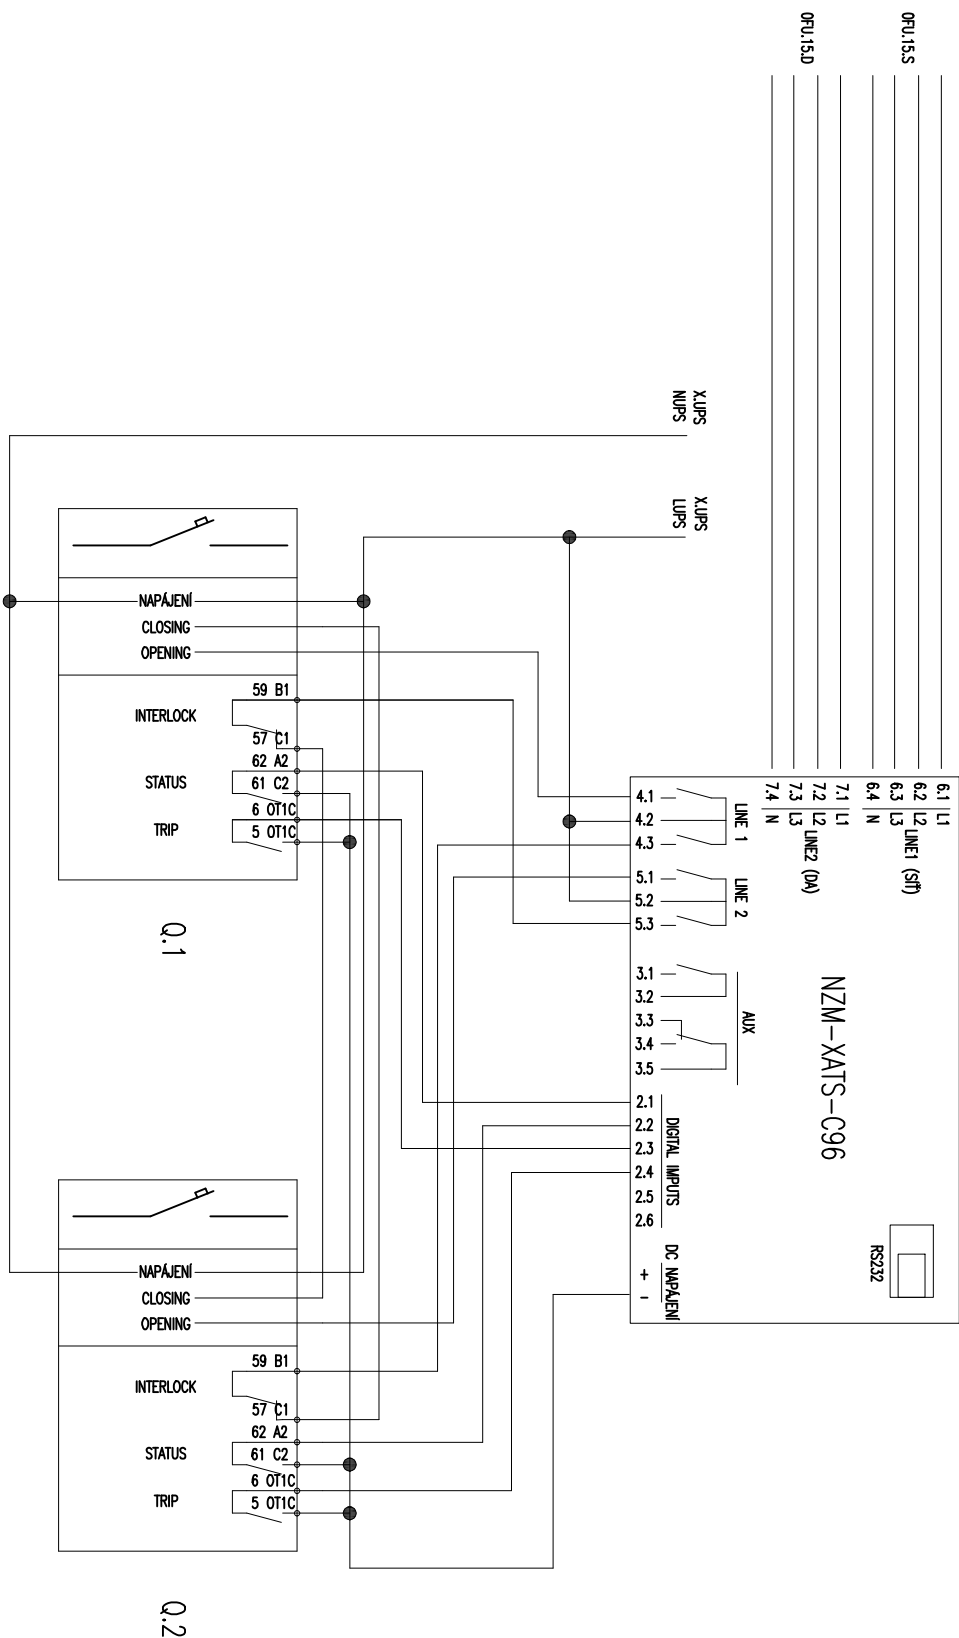 OFU.15.D
OFU.15.S
X.UPS
NUPS
X.UPS
LUPS
6.1 L1
6.2 L2
6.3 L3
6.4 N
LINE1 (SÍŤ)
7.1 L1
7.2 L2
7.3 L3
7.4 N
LINE2 (DA)
NZM-XATS-C96
RS232
4.1
4.2
4.3
LINE 1
5.1
5.2
5.3
LINE 2
3.1
3.2
3.3
3.4
3.5
AUX
2.1
2.2
2.3
2.4
2.5
2.6
DIGITAL IMPUTS
+
-
DC NAPÁJENÍ
NAPÁJENÍ
CLOSING
OPENING
59 B1
INTERLOCK
57 C1
62 A2
STATUS
61 C2
6 OT1C
TRIP
5 OT1C
Q.1
NAPÁJENÍ
CLOSING
OPENING
59 B1
INTERLOCK
57 C1
62 A2
STATUS
61 C2
6 OT1C
TRIP
5 OT1C
Q.2